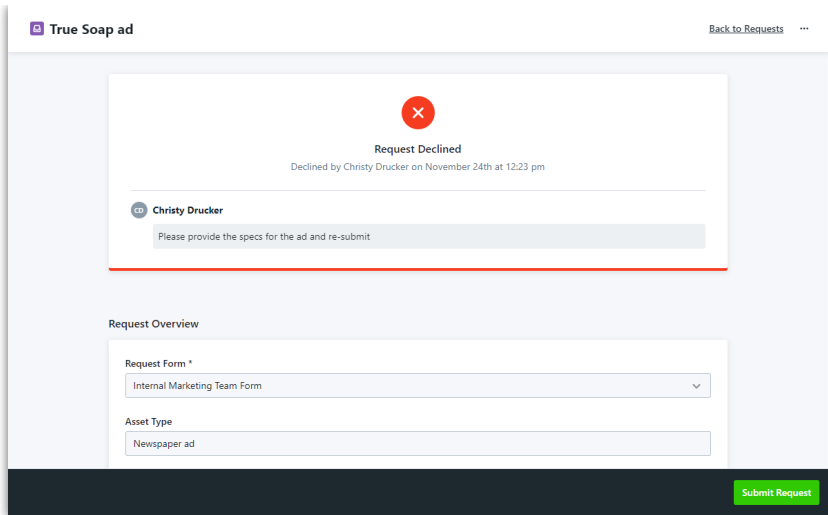 True Soap ad
Back to Requests ...
Request Declined
Declined by Christy Drucker on November 24th at 12:23 pm
CD Christy Drucker
Please provide the specs for the ad and re-submit
Request Overview
Request Form *
Internal Marketing Team Form
Asset Type
Newspaper ad
Submit Request